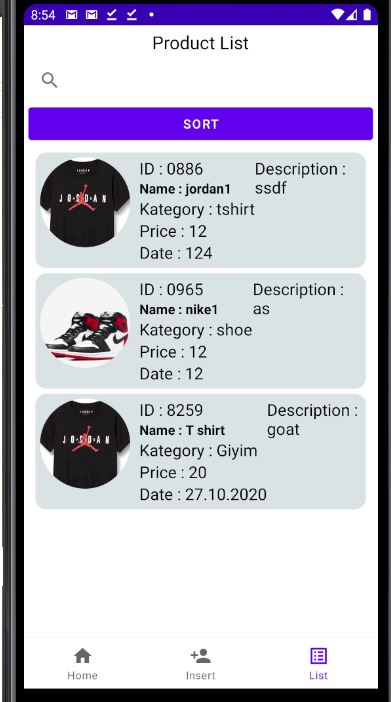 8:54
Product List
SORT
JORDAN
ID : 0886
Description :
ssdf
Name : jordan1
Kategory : tshirt
Price : 12
Date : 124
ID : 0965
Description :
as
Name : nike1
Kategory : shoe
Price : 12
Date : 12
JORDAN
ID : 8259
Description :
goat
Name : T shirt
Kategory : Giyim
Price : 20
Date : 27.10.2020
Home
Insert
List